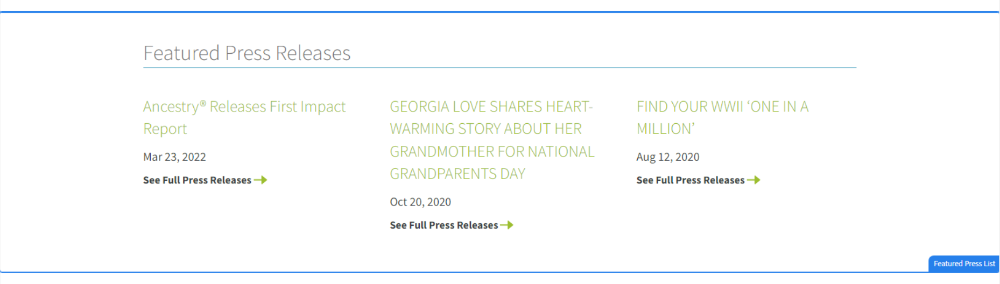 Featured Press Releases
Ancestry® Releases First Impact
Report
Mar 23, 2022
See Full Press Releases
GEORGIA LOVE SHARES HEART-
WARMING STORY ABOUT HER
GRANDMOTHER FOR NATIONAL
GRANDPARENTS DAY
Oct 20, 2020
See Full Press Releases
FIND YOUR WWII ‘ONE IN A
MILLION’
Aug 12, 2020
See Full Press Releases
Featured Press List